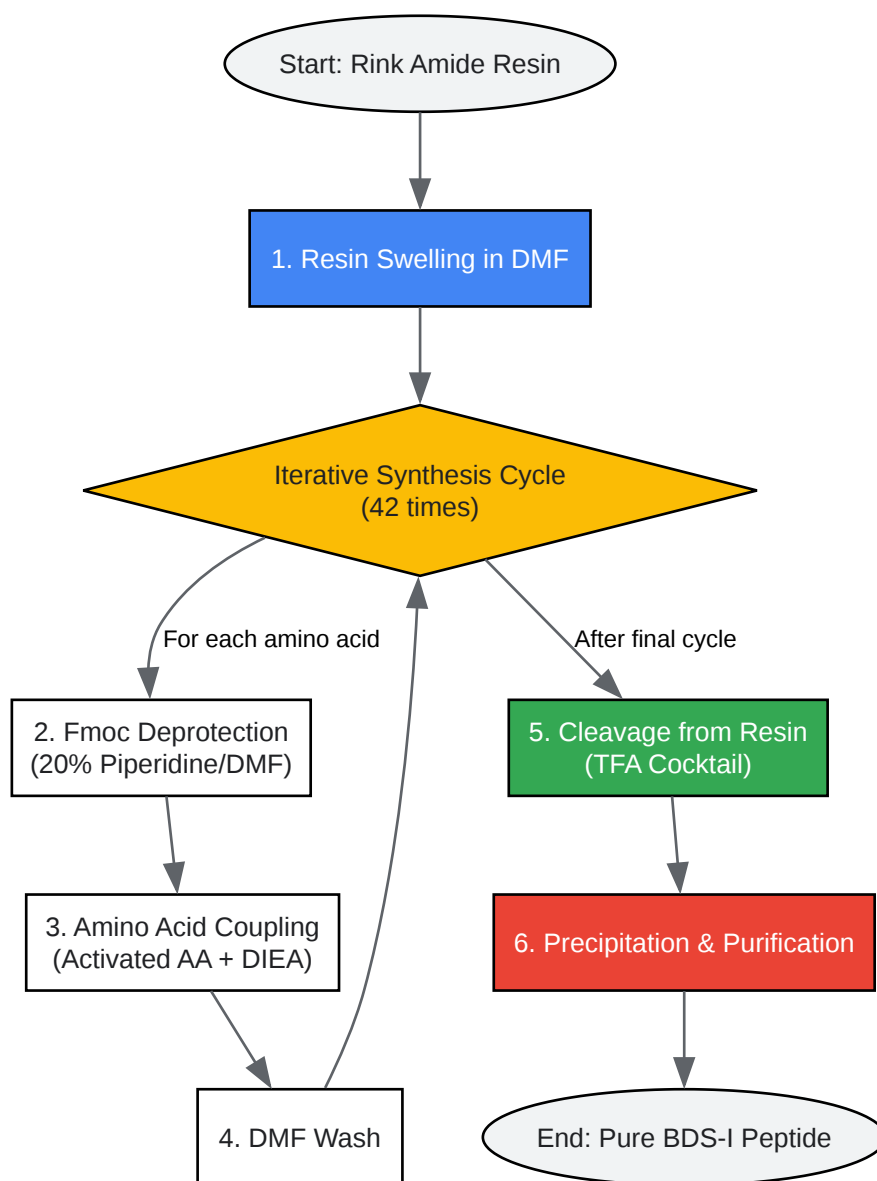 Start: Rink Amide Resin
1. Resin Swelling in DMF
Iterative Synthesis Cycle
(42 times)
For each amino acid
After final cycle
2. Fmoc Deprotection
(20% Piperidine/DMF)
5. Cleavage from Resin
(TFA Cocktail)
3. Amino Acid Coupling
(Activated AA + DIEA)
6. Precipitation & Purification
4. DMF Wash
End: Pure BDS-I Peptide